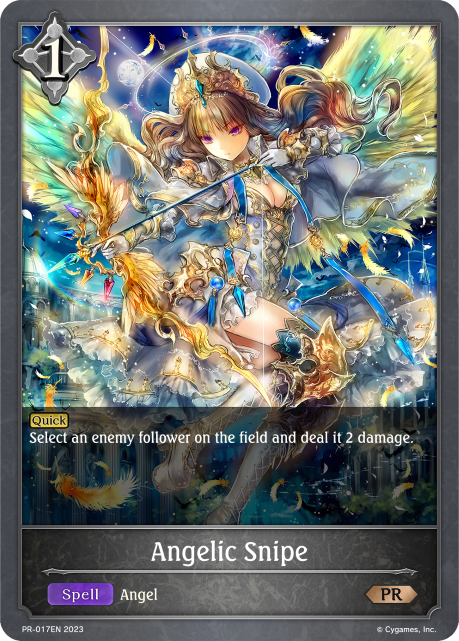 1
Quick
Select an enemy follower on the field and deal it 2 damage.
Angelic Snipe
Spell Angel PR
PR-017EN 2023 © Cygames, Inc.